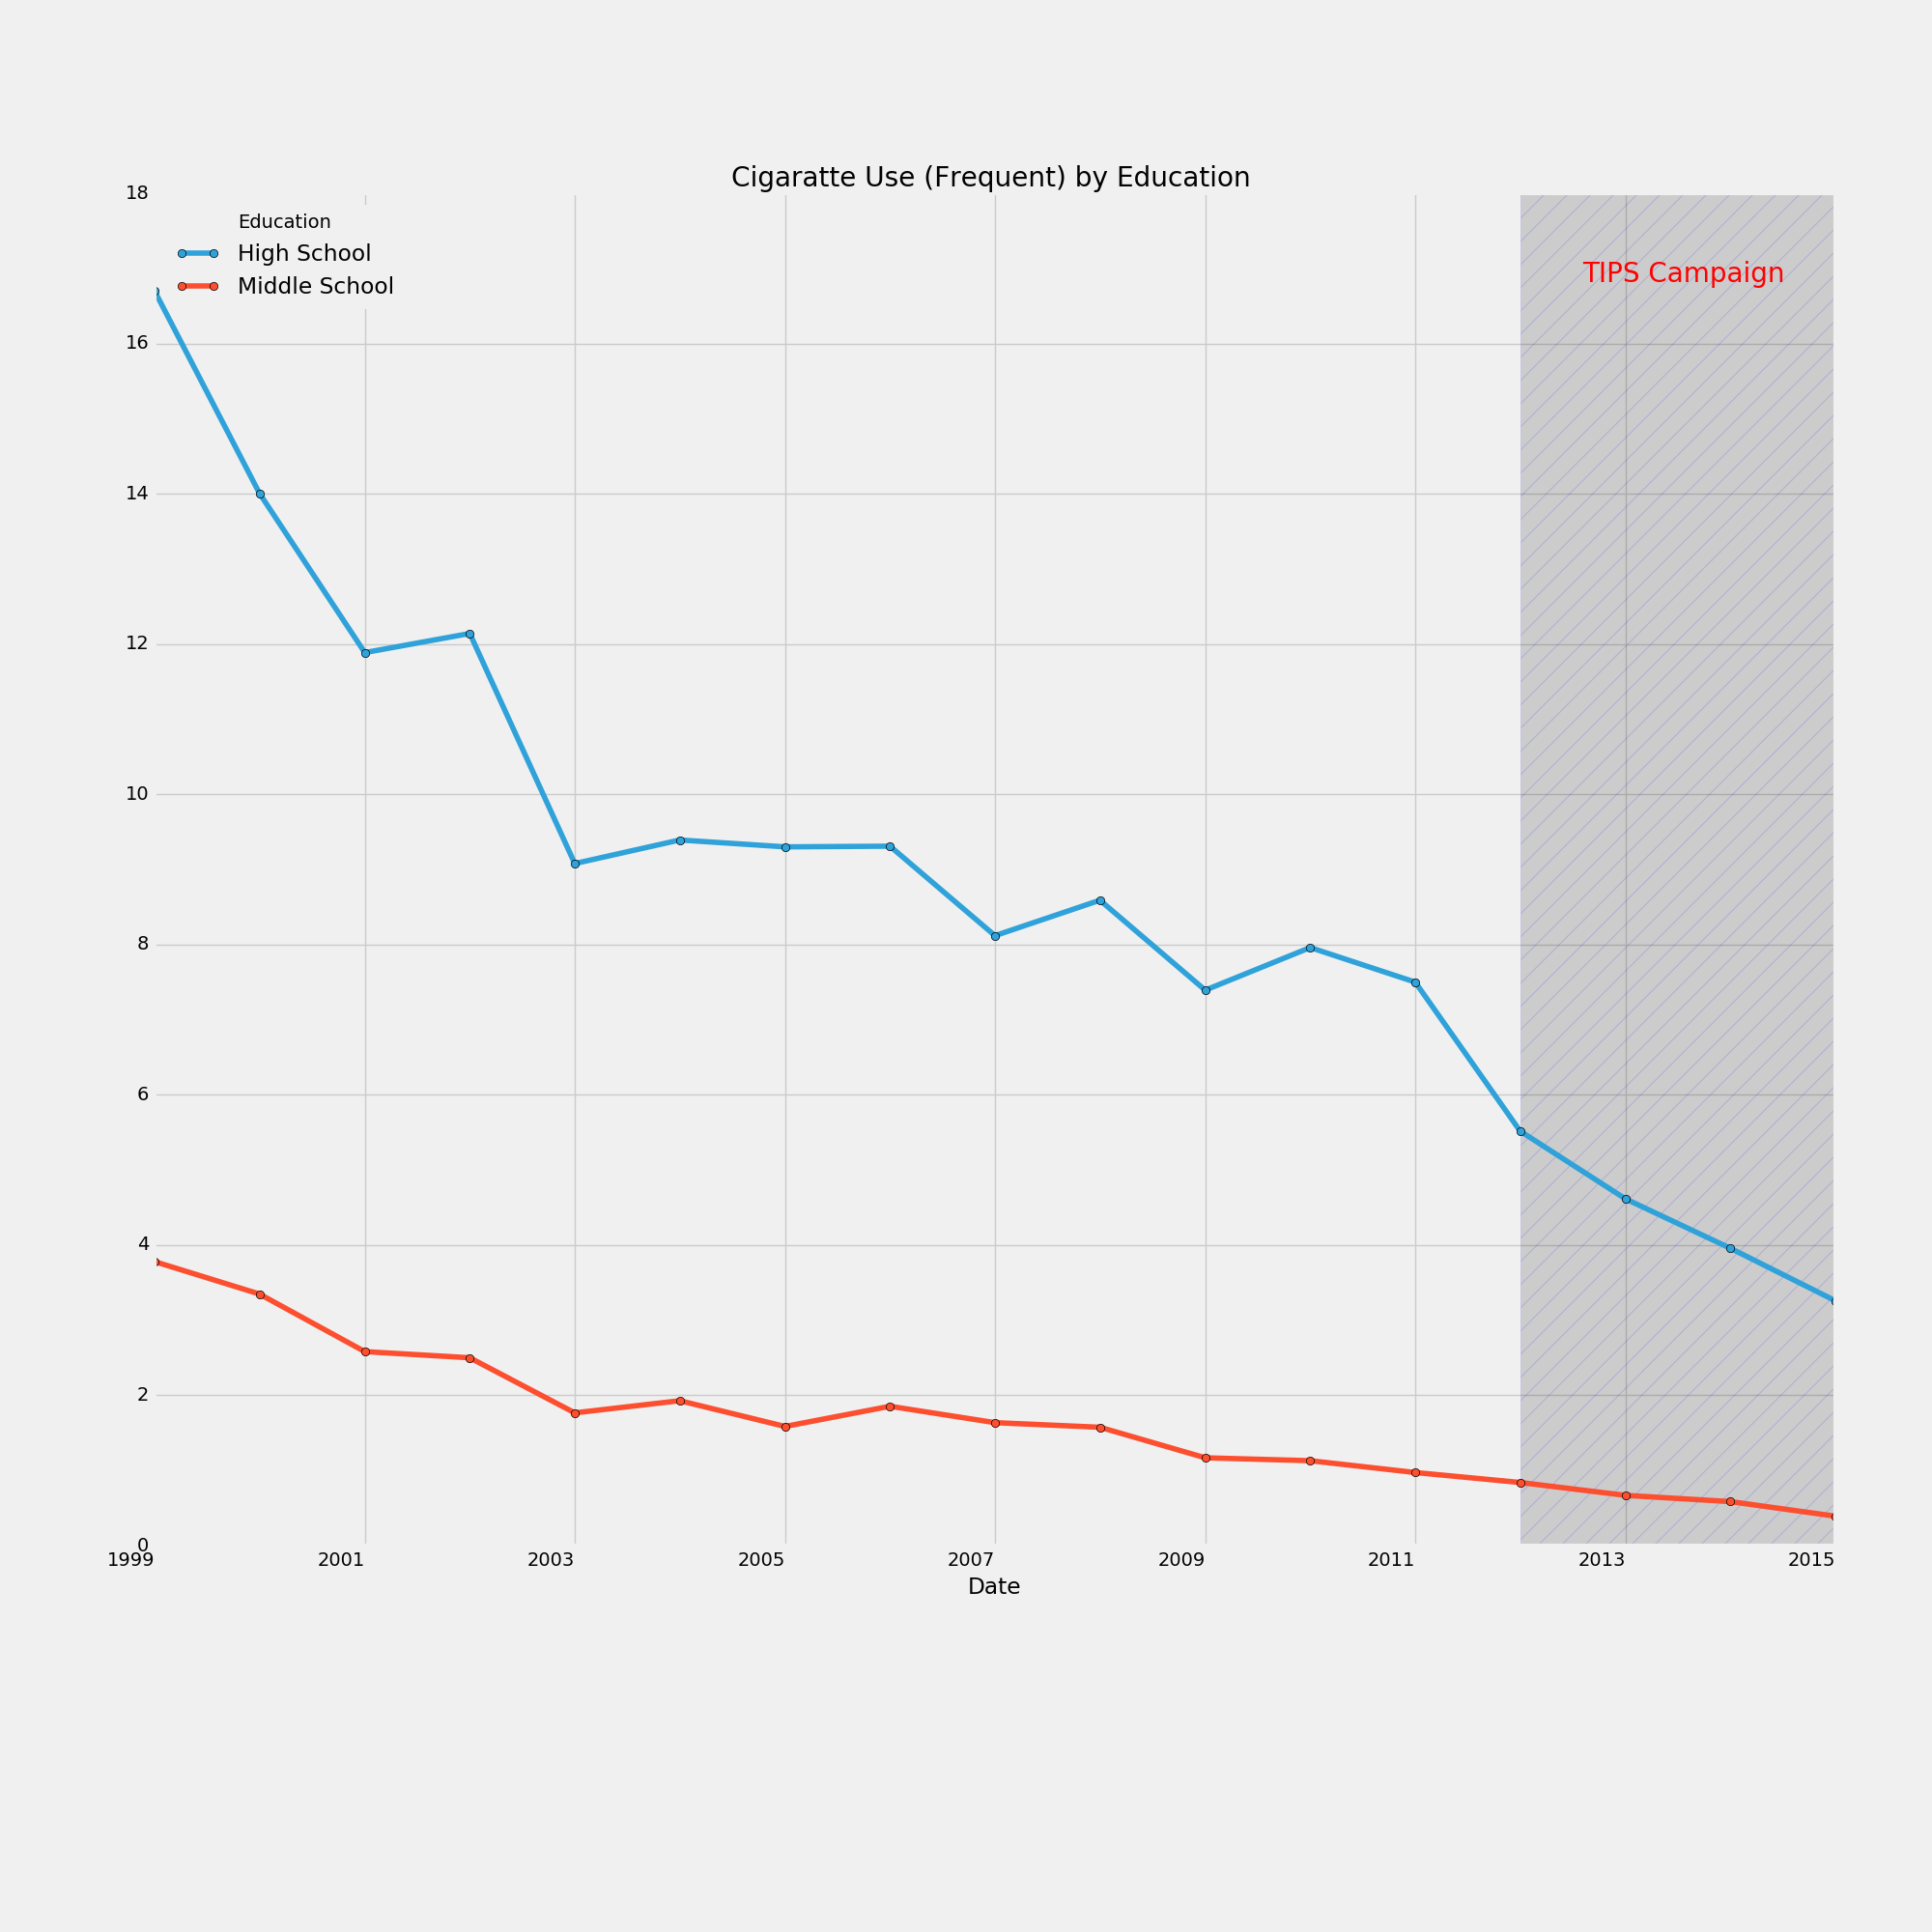 Cigaratte Use (Frequent) by Education
18
Education
High School
Middle School
TIPS Campaign
16
14
12
10
8
6
4
2
0
1999 2001 2003 2005 2007 2009 2011 2013 2015
Date